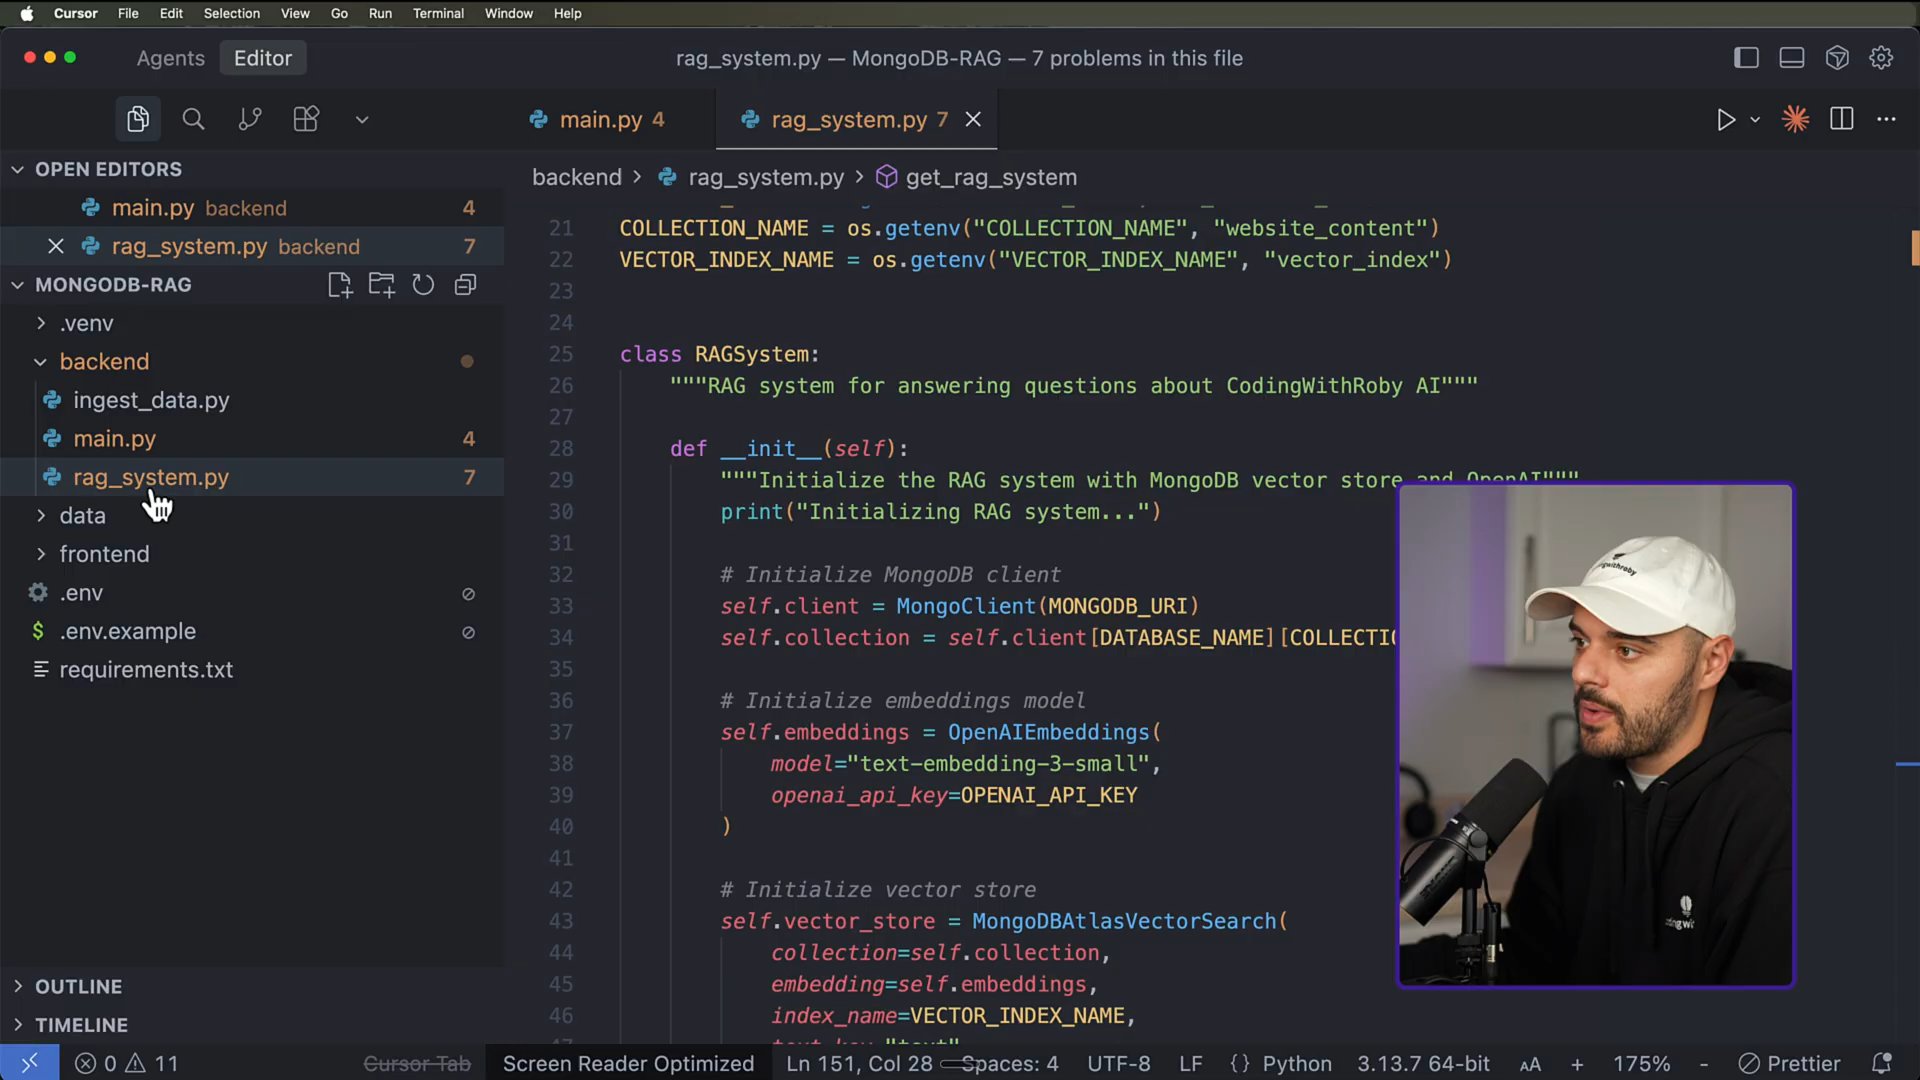 Cursor File Edit Selection View Go Run Terminal Window Help
Agents Editor rag_system.py — MongoDB-RAG — 7 problems in this file
main.py 4 rag_system.py 7
OPEN EDITORS
main.py backend 4
rag_system.py backend 7
MONGODB-RAG
.venv
backend
ingest_data.py
main.py 4
rag_system.py 7
data
frontend
.env
.env.example
requirements.txt
OUTLINE
TIMELINE
backend > rag_system.py > get_rag_system
21 COLLECTION_NAME = os.getenv("COLLECTION_NAME", "website_content")
22 VECTOR_INDEX_NAME = os.getenv("VECTOR_INDEX_NAME", "vector_index")
23
24
25 class RAGSystem:
26 """RAG system for answering questions about CodingWithRoby AI"""
27
28 def __init__(self):
29 """Initialize the RAG system with MongoDB vector store and OpenAI"""
30 print("Initializing RAG system...")
31
32 # Initialize MongoDB client
33 self.client = MongoClient(MONGODB_URI)
34 self.collection = self.client[DATABASE_NAME][COLLECTIO
35
36 # Initialize embeddings model
37 self.embeddings = OpenAIEmbeddings(
38 model="text-embedding-3-small",
39 openai_api_key=OPENAI_API_KEY
40 )
41
42 # Initialize vector store
43 self.vector_store = MongoDBAtlasVectorSearch(
44 collection=self.collection,
45 embedding=self.embeddings,
46 index_name=VECTOR_INDEX_NAME,
0 11 Cursor Tab Screen Reader Optimized Ln 151, Col 28 Spaces: 4 UTF-8 LF {} Python 3.13.7 64-bit AA + 175% - Prettier